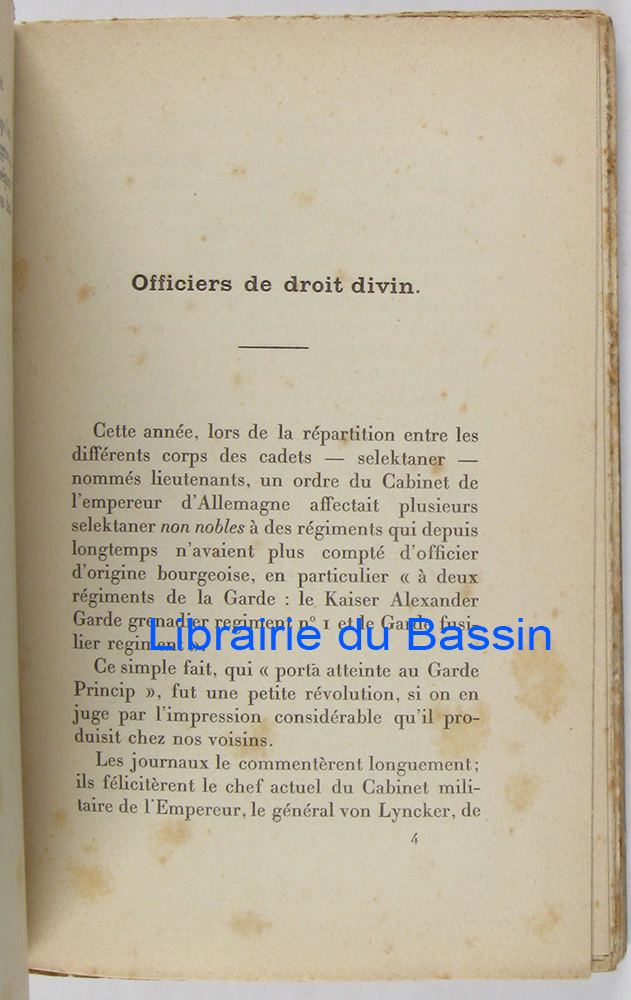 Officiers de droit divin.
Cette année, lors de la répartition entre les
différents corps des cadets — selektaner —
nommés lieutenants, un ordre du Cabinet de
l'empereur d'Allemagne affectait plusieurs
selektaner non nobles à des régiments qui depuis
longtemps n'avaient plus compté d'officier
d'origine bourgeoise, en particulier « à deux
régiments de la Garde : le Kaiser Alexander
Garde grenadier regiment n° 1 et le Garde fusi-
Librairie du Bassin
lier regiment ».
Ce simple fait, qui « porta atteinte au Garde
Princip », fut une petite révolution, si on en
juge par l'impression considérable qu'il pro-
duisit chez nos voisins.
Les journaux le commentèrent longuement;
ils félicitèrent le chef actuel du Cabinet mili-
taire de l'Empereur, le général von Lyncker, de
4